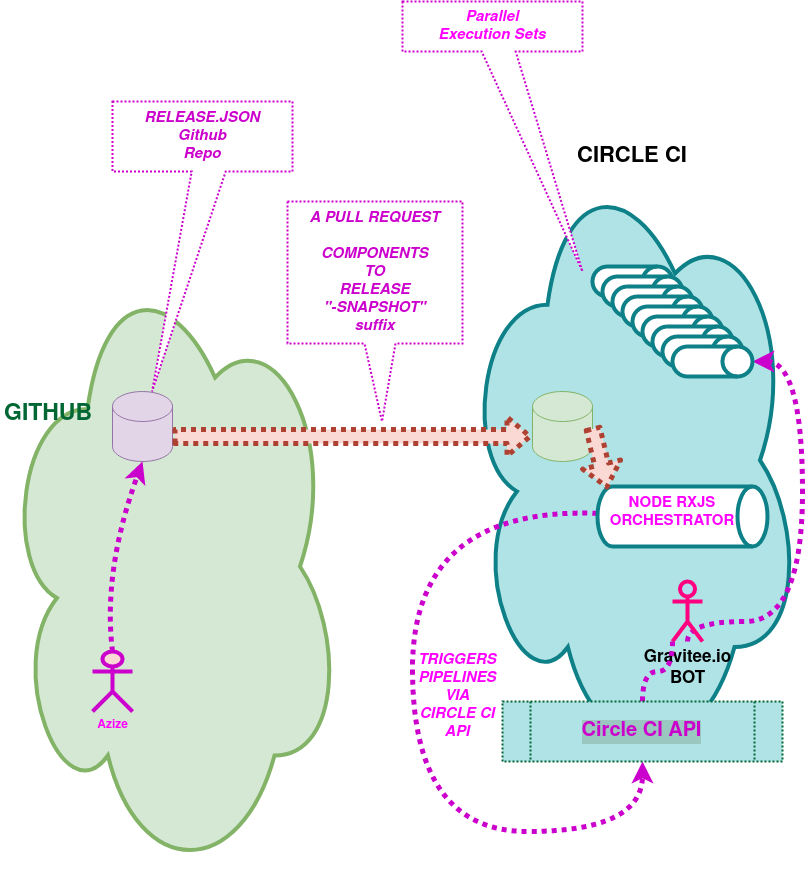 Parallel
Execution Sets
RELEASE.JSON
Github
Repo
CIRCLE CI
A PULL REQUEST
COMPONENTS
TO
RELEASE
"-SNAPSHOT"
suffix
GITHUB
NODE RXJS
ORCHESTRATOR
Gravitee.io
BOT
TRIGGERS
PIPELINES
VIA
CIRCLE CI
API
Azize
Circle CI API